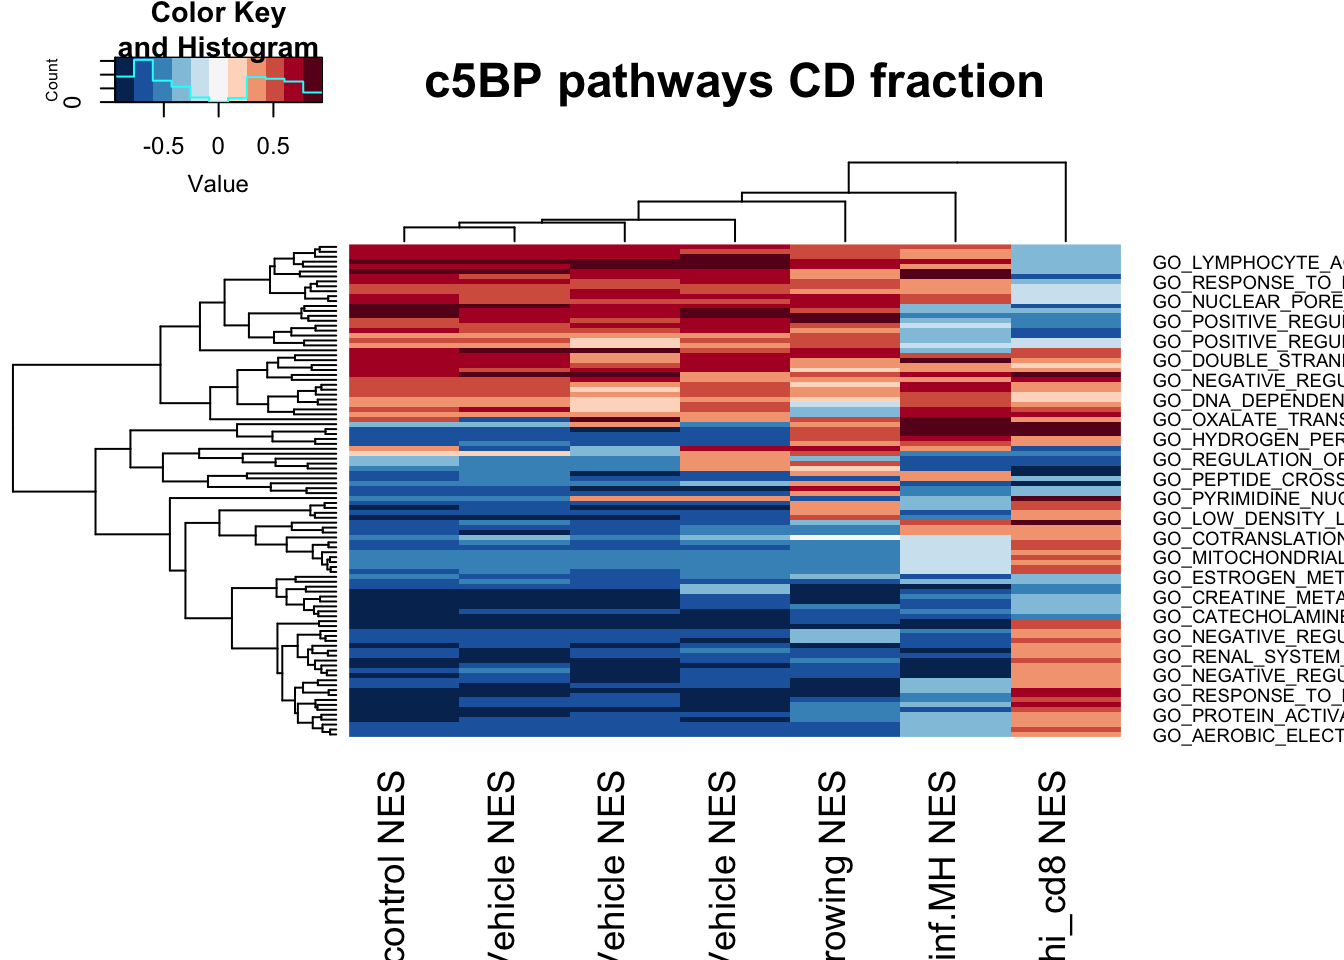 Color Key
and Histogram
Count
0
-0.5 0 0.5
Value
c5BP pathways CD fraction
GO_LYMPHOCYTE_A
GO_RESPONSE_TO_
GO_NUCLEAR_PORE
GO_POSITIVE_REGU
GO_POSITIVE_REGU
GO_DOUBLE_STRAN
GO_NEGATIVE_REGU
GO_DNA_DEPENDEN
GO_OXALATE_TRANS
GO_HYDROGEN_PER
GO_REGULATION_OF
GO_PEPTIDE_CROSS
GO_PYRIMIDINE_NUC
GO_LOW_DENSITY_L
GO_COTRANSLATION
GO_MITOCHONDRIAL
GO_ESTROGEN_MET
GO_CREATINE_META
GO_CATECHOLAMINE
GO_NEGATIVE_REGU
GO_RENAL_SYSTEM_
GO_NEGATIVE_REGU
GO_RESPONSE_TO_
GO_PROTEIN_ACTIVA
GO_AEROBIC_ELECT
control NES
Vehicle NES
Vehicle NES
Vehicle NES
rowing NES
inf.MH NES
hi_cd8 NES